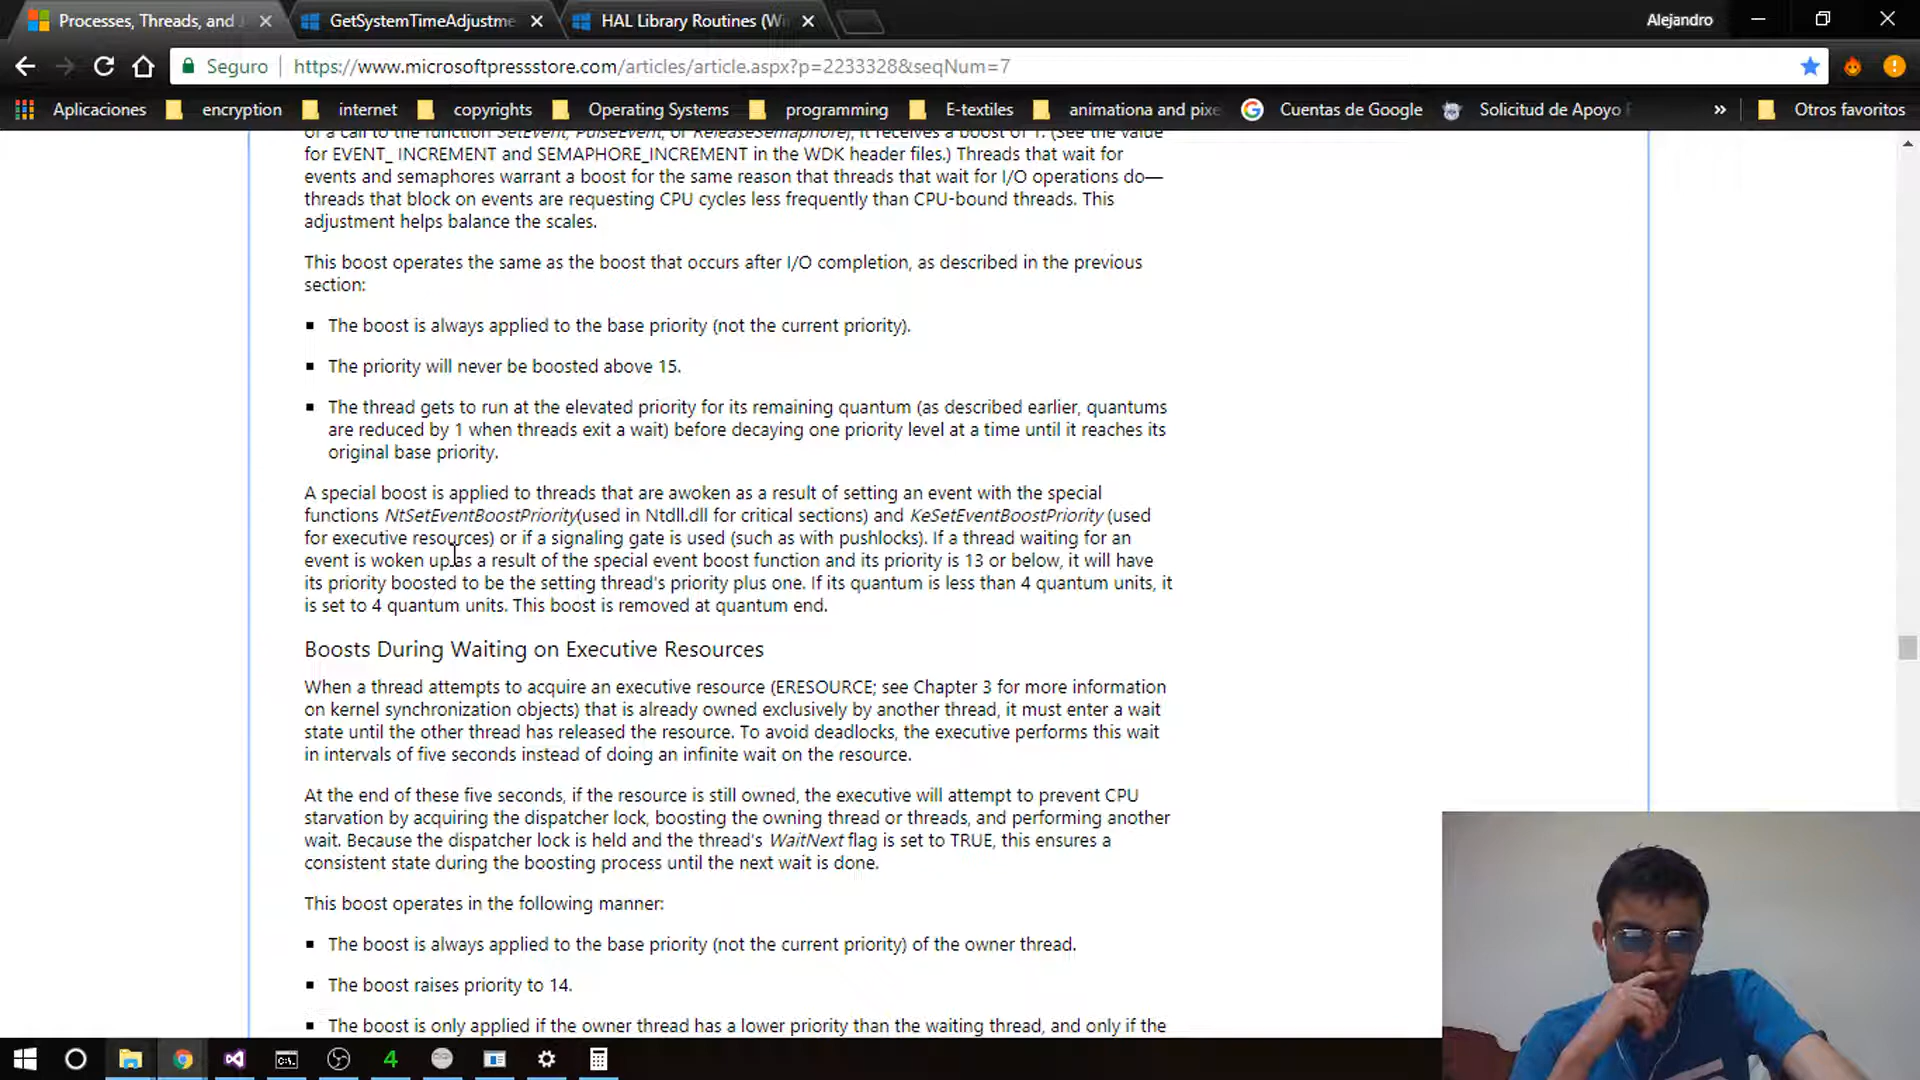 Processes, Threads, and J
GetSystemTimeAdjustme
HAL Library Routines (Wi
Alejandro
Seguro
https://www.microsoftpressstore.com/articles/article.aspx?p=2233328&seqNum=7
Aplicaciones
encryption
internet
copyrights
Operating Systems
programming
E-textiles
animationa and pixe
Cuentas de Google
Solicitud de Apoyo
»
Otros favoritos
of a call to the function SetEvent, PulseEvent, or ReleaseSemaphore), it receives a boost of 1. (See the value
for EVENT_ INCREMENT and SEMAPHORE_INCREMENT in the WDK header files.) Threads that wait for
events and semaphores warrant a boost for the same reason that threads that wait for I/O operations do—
threads that block on events are requesting CPU cycles less frequently than CPU-bound threads. This
adjustment helps balance the scales.
This boost operates the same as the boost that occurs after I/O completion, as described in the previous
section:
▪ The boost is always applied to the base priority (not the current priority).
▪ The priority will never be boosted above 15.
▪ The thread gets to run at the elevated priority for its remaining quantum (as described earlier, quantums
are reduced by 1 when threads exit a wait) before decaying one priority level at a time until it reaches its
original base priority.
A special boost is applied to threads that are awoken as a result of setting an event with the special
functions NtSetEventBoostPriority(used in Ntdll.dll for critical sections) and KeSetEventBoostPriority (used
for executive resources) or if a signaling gate is used (such as with pushlocks). If a thread waiting for an
event is woken up as a result of the special event boost function and its priority is 13 or below, it will have
its priority boosted to be the setting thread's priority plus one. If its quantum is less than 4 quantum units, it
is set to 4 quantum units. This boost is removed at quantum end.
Boosts During Waiting on Executive Resources
When a thread attempts to acquire an executive resource (ERESOURCE; see Chapter 3 for more information
on kernel synchronization objects) that is already owned exclusively by another thread, it must enter a wait
state until the other thread has released the resource. To avoid deadlocks, the executive performs this wait
in intervals of five seconds instead of doing an infinite wait on the resource.
At the end of these five seconds, if the resource is still owned, the executive will attempt to prevent CPU
starvation by acquiring the dispatcher lock, boosting the owning thread or threads, and performing another
wait. Because the dispatcher lock is held and the thread's WaitNext flag is set to TRUE, this ensures a
consistent state during the boosting process until the next wait is done.
This boost operates in the following manner:
▪ The boost is always applied to the base priority (not the current priority) of the owner thread.
▪ The boost raises priority to 14.
▪ The boost is only applied if the owner thread has a lower priority than the waiting thread, and only if the
4